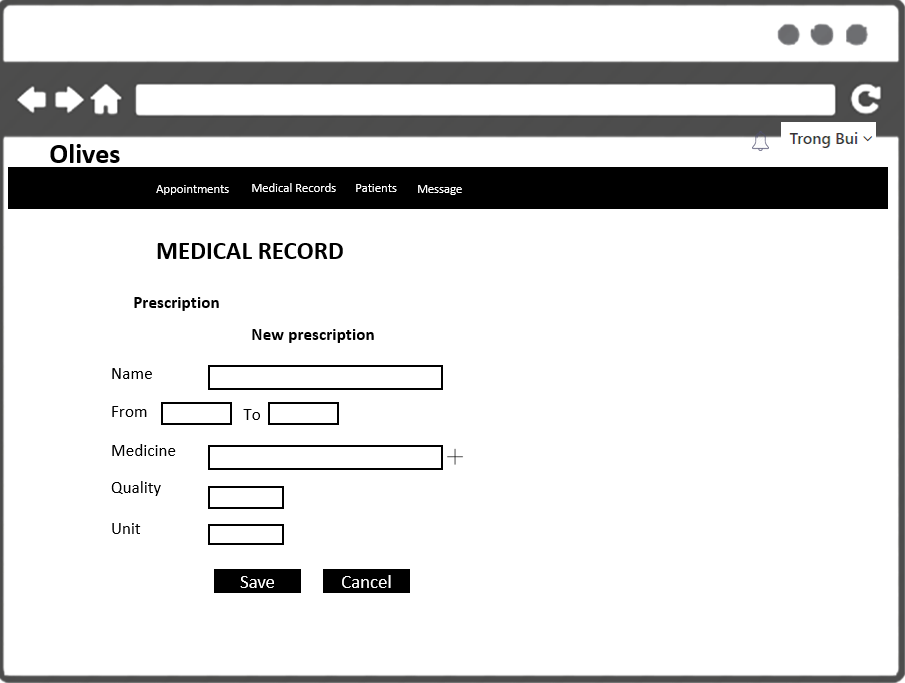 Trong Bui
Olives
Appointments Medical Records Patients Message
MEDICAL RECORD
Prescription
New prescription
Name
From To
Medicine
Quality
Unit
Save Cancel